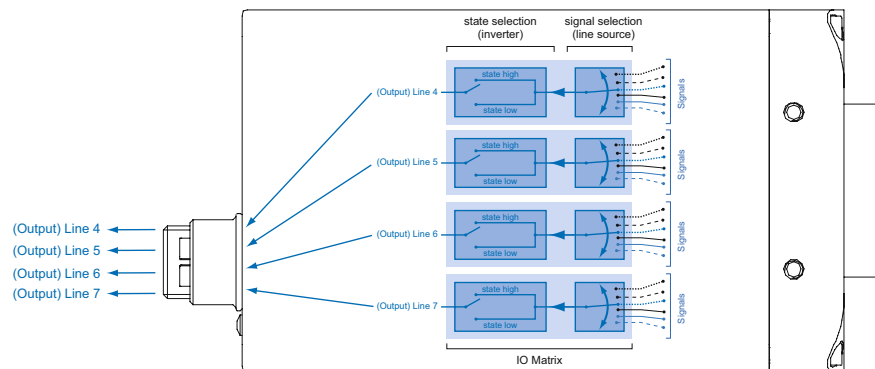 state selection
(inverter)
signal selection
(line source)
(Output) Line 4
state high
state low
Signals
(Output) Line 5
state high
state low
Signals
(Output) Line 6
state high
state low
Signals
(Output) Line 7
state high
state low
Signals
(Output) Line 4
(Output) Line 5
(Output) Line 6
(Output) Line 7
IO Matrix